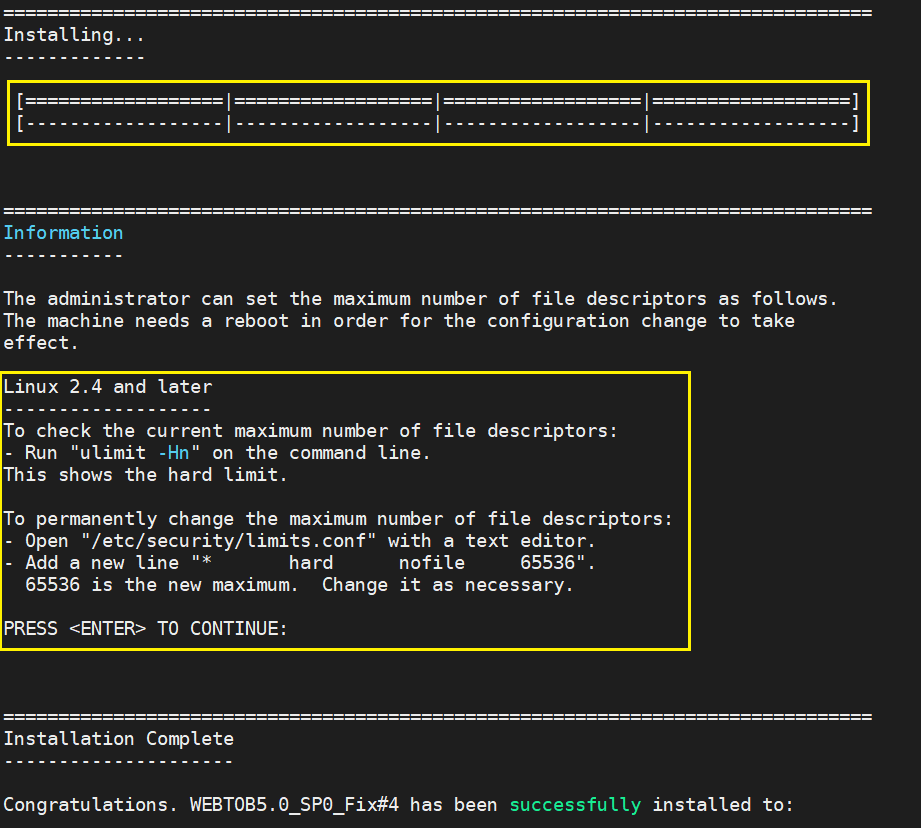 ===============================================================================
Installing...
-------------
[==================|==================|==================|==================]
[------------------|------------------|------------------|------------------]
===============================================================================
Information
-----------
The administrator can set the maximum number of file descriptors as follows.
The machine needs a reboot in order for the configuration change to take
effect.
Linux 2.4 and later
-------------------
To check the current maximum number of file descriptors:
- Run "ulimit -Hn" on the command line.
This shows the hard limit.
To permanently change the maximum number of file descriptors:
- Open "/etc/security/limits.conf" with a text editor.
- Add a new line "*       hard      nofile     65536".
  65536 is the new maximum.  Change it as necessary.
PRESS <ENTER> TO CONTINUE:
===============================================================================
Installation Complete
---------------------
Congratulations. WEBTOB5.0_SP0_Fix#4 has been successfully installed to: